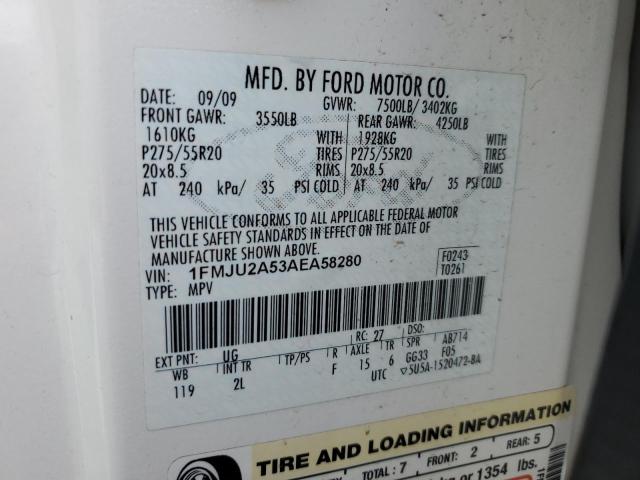 MFD. BY FORD MOTOR CO.
DATE: 09/09 GVWR: 7500LB/ 3402KG
FRONT GAWR: 3550LB REAR GAWR: 4250LB
1610KG WITH 1928KG WITH
P275/55R20 TIRES P275/55R20 TIRES
20x8.5 RIMS 20x8.5 RIMS
AT 240 kPa/ 35 PSI COLD AT 240 kPa/ 35 PSI COLD
THIS VEHICLE CONFORMS TO ALL APPLICABLE FEDERAL MOTOR
VEHICLE SAFETY STANDARDS IN EFFECT ON THE DATE OF
MANUFACTURE SHOWN ABOVE.
VIN: 1FMJU2A53AEA58280 F0243
TYPE: MPV T0261
EXT PNT: UG RC: 27 DSO:
WB INT TR TP/PS R AXLE TR SPR AB714
119 2L F 15 6 GG33 F05
UTC ▽5U5A-1520472-BA
TIRE AND LOADING INFORMATION
TOTAL: 7 FRONT: 2 REAR: 5
kg or 1354 lbs.